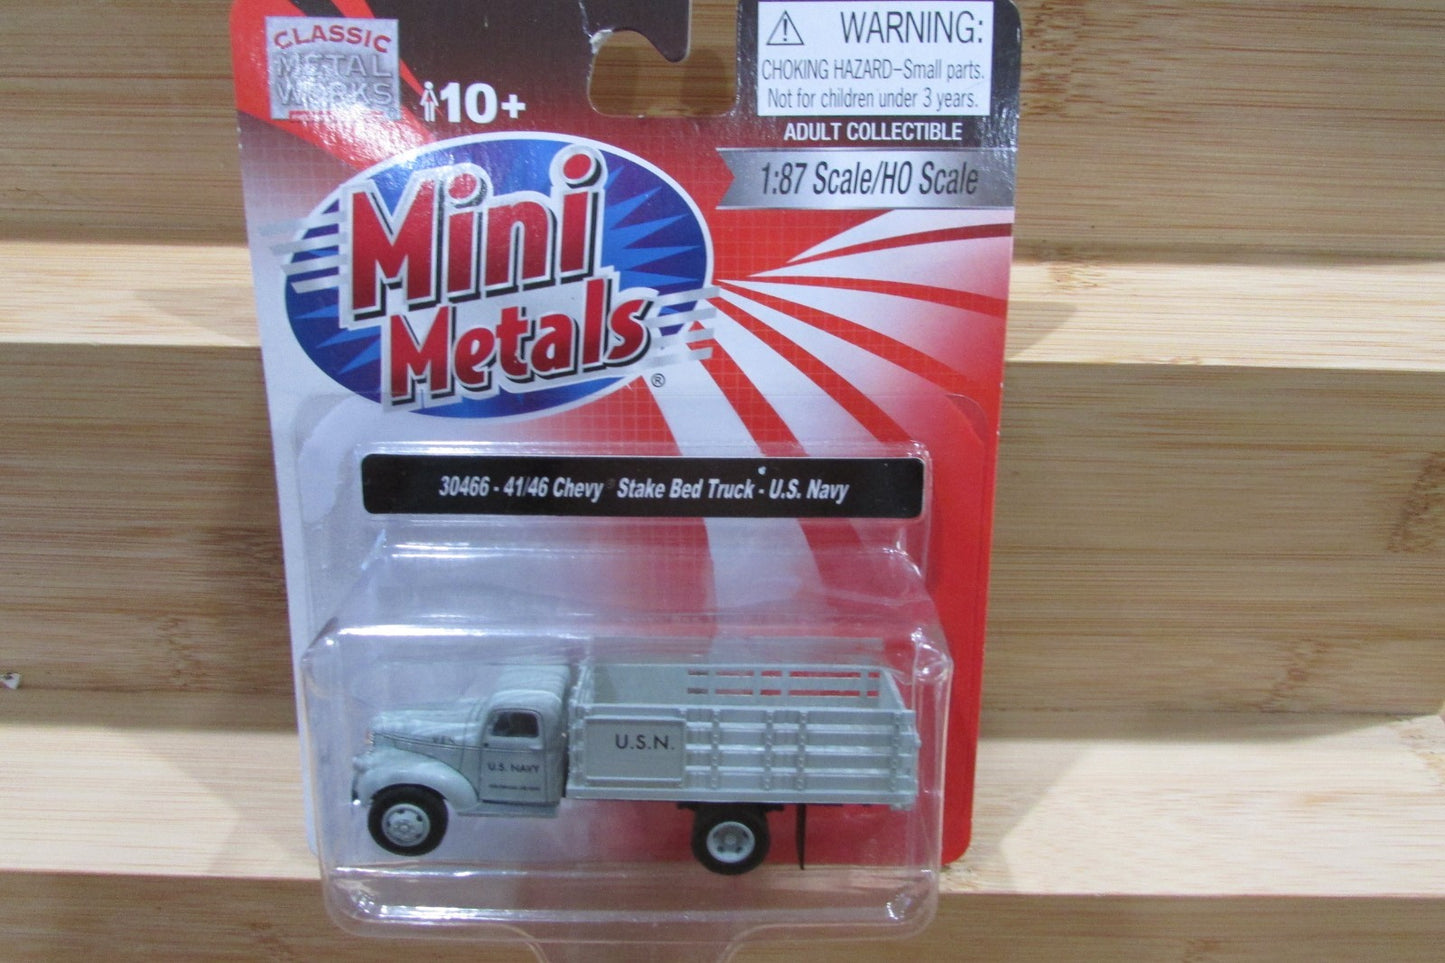 CLASSIC
METAL
WORKS
10+
WARNING:
CHOKING HAZARD–Small parts.
Not for children under 3 years.
ADULT COLLECTIBLE
1:87 Scale/HO Scale
Mini
Metals
®
30466 - 41/46 Chevy® Stake Bed Truck - U.S. Navy
U.S.N.
U.S. NAVY